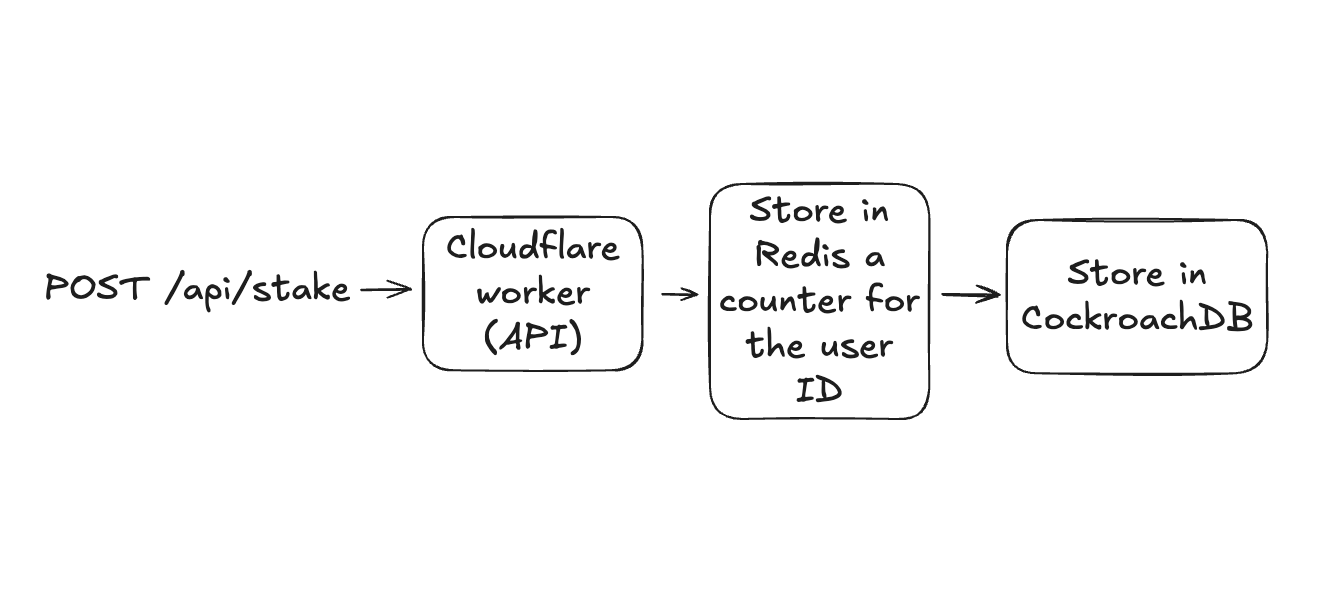 POST /api/stake
Cloudflare
worker
(API)
Store in
Redis a
counter for
the user
ID
Store in
CockroachDB